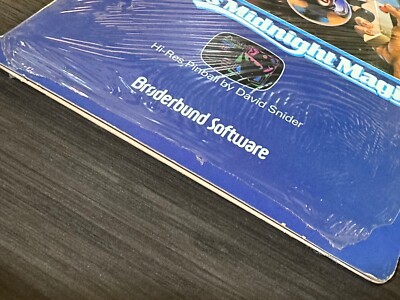 Midnight Magic
Hi-Res Pinball by David Snider
Brøderbund Software